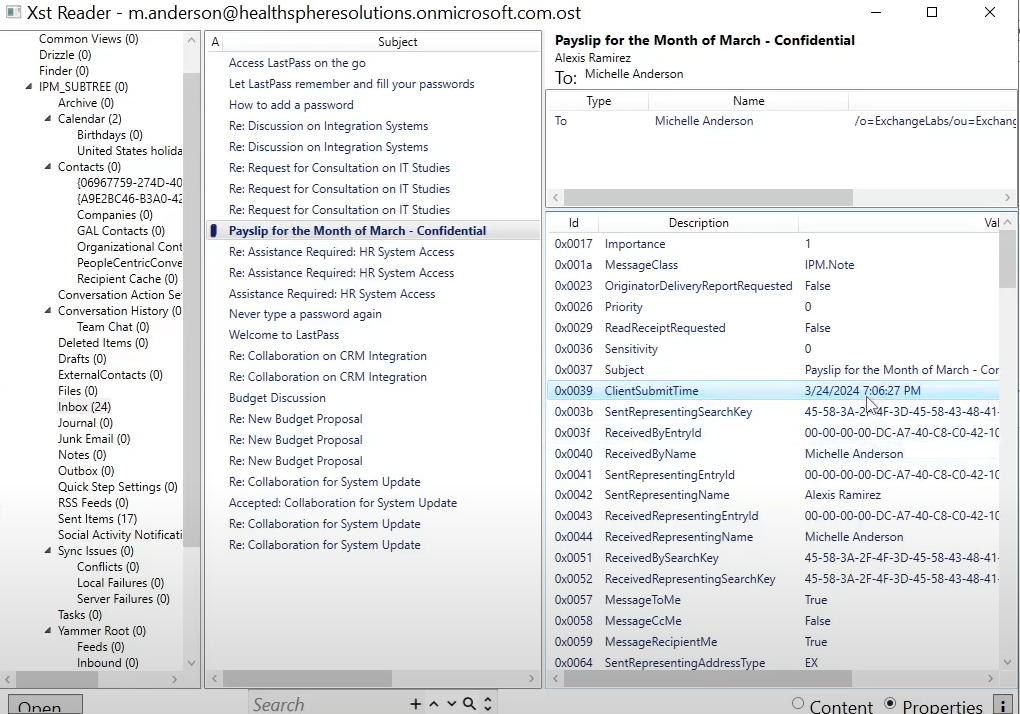 Xst Reader - m.anderson@healthspheresolutions.onmicrosoft.com.ost
Common Views (0)
Drizzle (0)
Finder (0)
IPM_SUBTREE (0)
Archive (0)
Calendar (2)
Birthdays (0)
United States holida
Contacts (0)
{06967759-274D-40
{A9E2BC46-B3A0-42
Companies (0)
GAL Contacts (0)
Organizational Cont
PeopleCentricConve
Recipient Cache (0)
Conversation Action Se
Conversation History (0
Team Chat (0)
Deleted Items (0)
Drafts (0)
ExternalContacts (0)
Files (0)
Inbox (24)
Journal (0)
Junk Email (0)
Notes (0)
Outbox (0)
Quick Step Settings (0)
RSS Feeds (0)
Sent Items (17)
Social Activity Notificati
Sync Issues (0)
Conflicts (0)
Local Failures (0)
Server Failures (0)
Tasks (0)
Yammer Root (0)
Feeds (0)
Inbound (0)
Open
A Subject
Access LastPass on the go
Let LastPass remember and fill your passwords
How to add a password
Re: Discussion on Integration Systems
Re: Discussion on Integration Systems
Re: Request for Consultation on IT Studies
Re: Request for Consultation on IT Studies
Re: Request for Consultation on IT Studies
Payslip for the Month of March - Confidential
Re: Assistance Required: HR System Access
Re: Assistance Required: HR System Access
Assistance Required: HR System Access
Never type a password again
Welcome to LastPass
Re: Collaboration on CRM Integration
Re: Collaboration on CRM Integration
Budget Discussion
Re: New Budget Proposal
Re: New Budget Proposal
Re: New Budget Proposal
Re: Collaboration for System Update
Accepted: Collaboration for System Update
Re: Collaboration for System Update
Re: Collaboration for System Update
Search
Payslip for the Month of March - Confidential
Alexis Ramirez
To: Michelle Anderson
Type Name
To Michelle Anderson /o=ExchangeLabs/ou=Exchang
Id Description Val
0x0017 Importance 1
0x001a MessageClass IPM.Note
0x0023 OriginatorDeliveryReportRequested False
0x0026 Priority 0
0x0029 ReadReceiptRequested False
0x0036 Sensitivity 0
0x0037 Subject Payslip for the Month of March - Cor
0x0039 ClientSubmitTime 3/24/2024 7:06:27 PM
0x003b SentRepresentingSearchKey 45-58-3A-2F-4F-3D-45-58-43-48-41-
0x003f ReceivedByEntryId 00-00-00-00-DC-A7-40-C8-C0-42-10
0x0040 ReceivedByName Michelle Anderson
0x0041 SentRepresentingEntryId 00-00-00-00-DC-A7-40-C8-C0-42-10
0x0042 SentRepresentingName Alexis Ramirez
0x0043 ReceivedRepresentingEntryId 00-00-00-00-DC-A7-40-C8-C0-42-10
0x0044 ReceivedRepresentingName Michelle Anderson
0x0051 ReceivedBySearchKey 45-58-3A-2F-4F-3D-45-58-43-48-41-
0x0052 ReceivedRepresentingSearchKey 45-58-3A-2F-4F-3D-45-58-43-48-41-
0x0057 MessageToMe True
0x0058 MessageCcMe False
0x0059 MessageRecipientMe True
0x0064 SentRepresentingAddressType EX
Content Properties